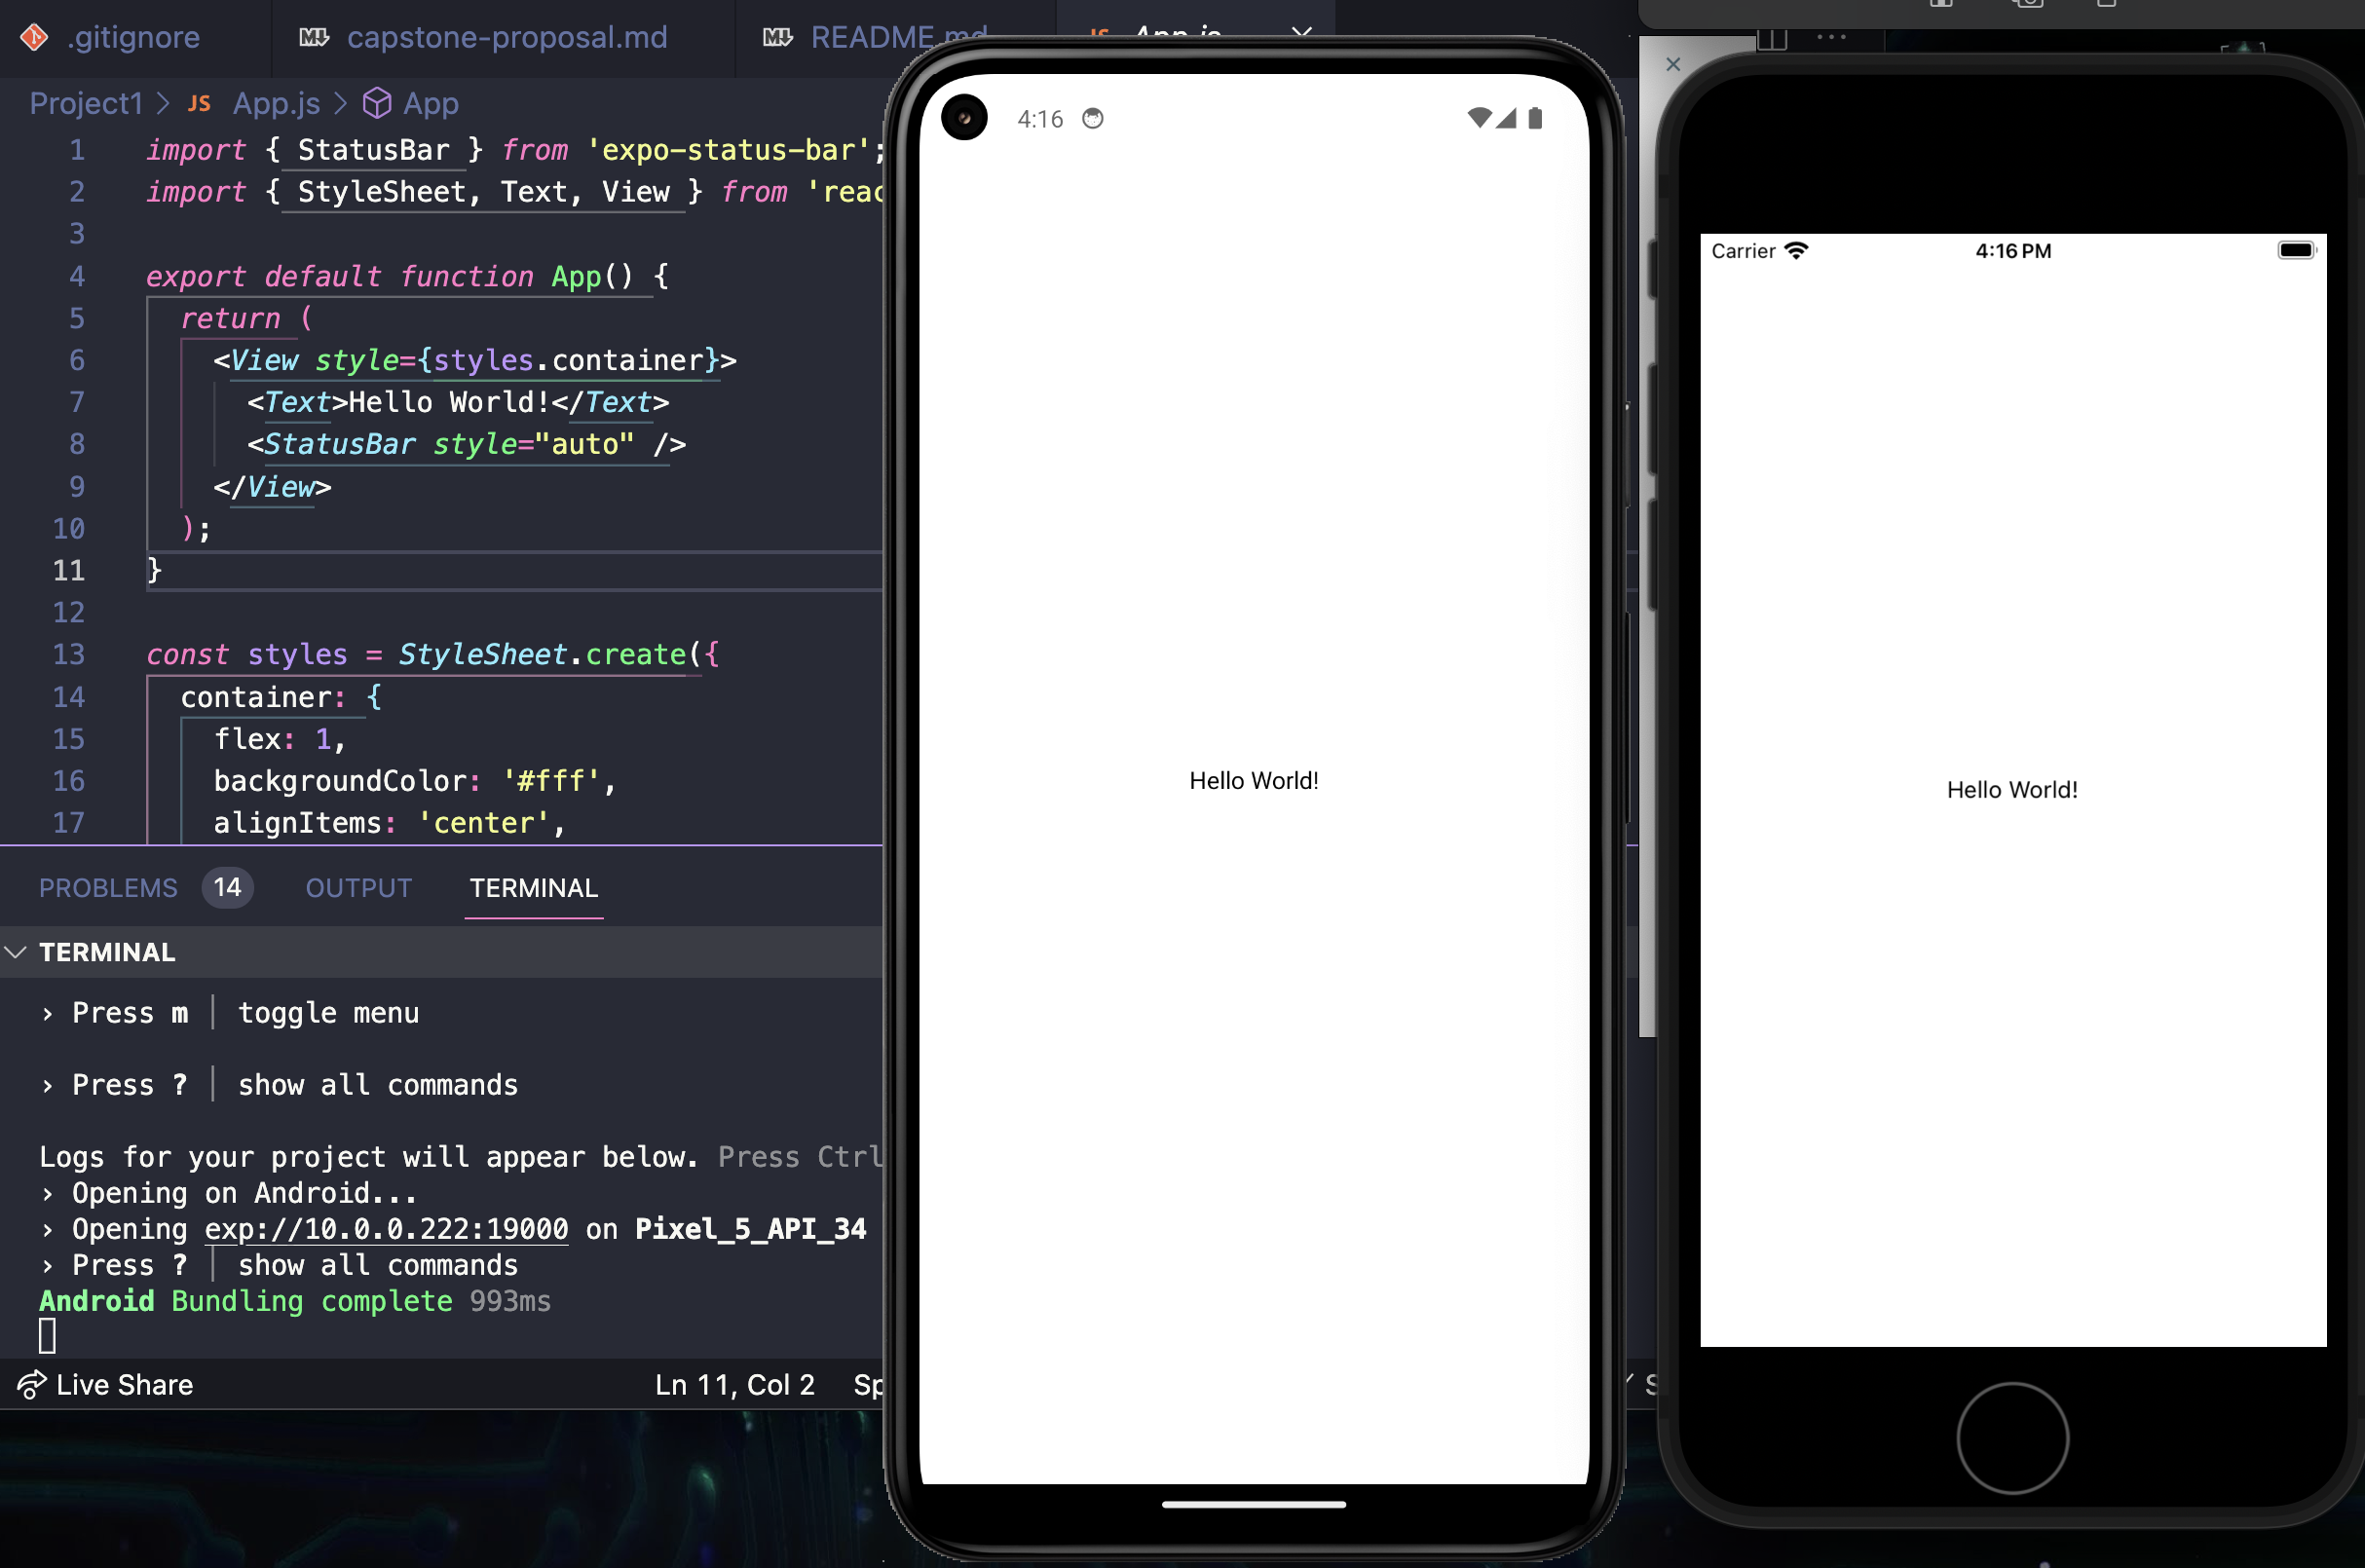 .gitignore
capstone-proposal.md
README.md
JS App.js
Project1 > JS App.js > App
1 import { StatusBar } from 'expo-status-bar';
2 import { StyleSheet, Text, View } from 'reac
3
4 export default function App() {
5 return (
6 <View style={styles.container}>
7 <Text>Hello World!</Text>
8 <StatusBar style="auto" />
9 </View>
10 );
11 }
12
13 const styles = StyleSheet.create({
14 container: {
15 flex: 1,
16 backgroundColor: '#fff',
17 alignItems: 'center',
PROBLEMS 14 OUTPUT TERMINAL
TERMINAL
› Press m │ toggle menu
› Press ? │ show all commands
Logs for your project will appear below. Press Ctrl
› Opening on Android...
› Opening exp://10.0.0.222:19000 on Pixel_5_API_34
› Press ? │ show all commands
Android Bundling complete 993ms
Live Share
Ln 11, Col 2
Sp
4:16
Hello World!
Carrier 4:16 PM
Hello World!